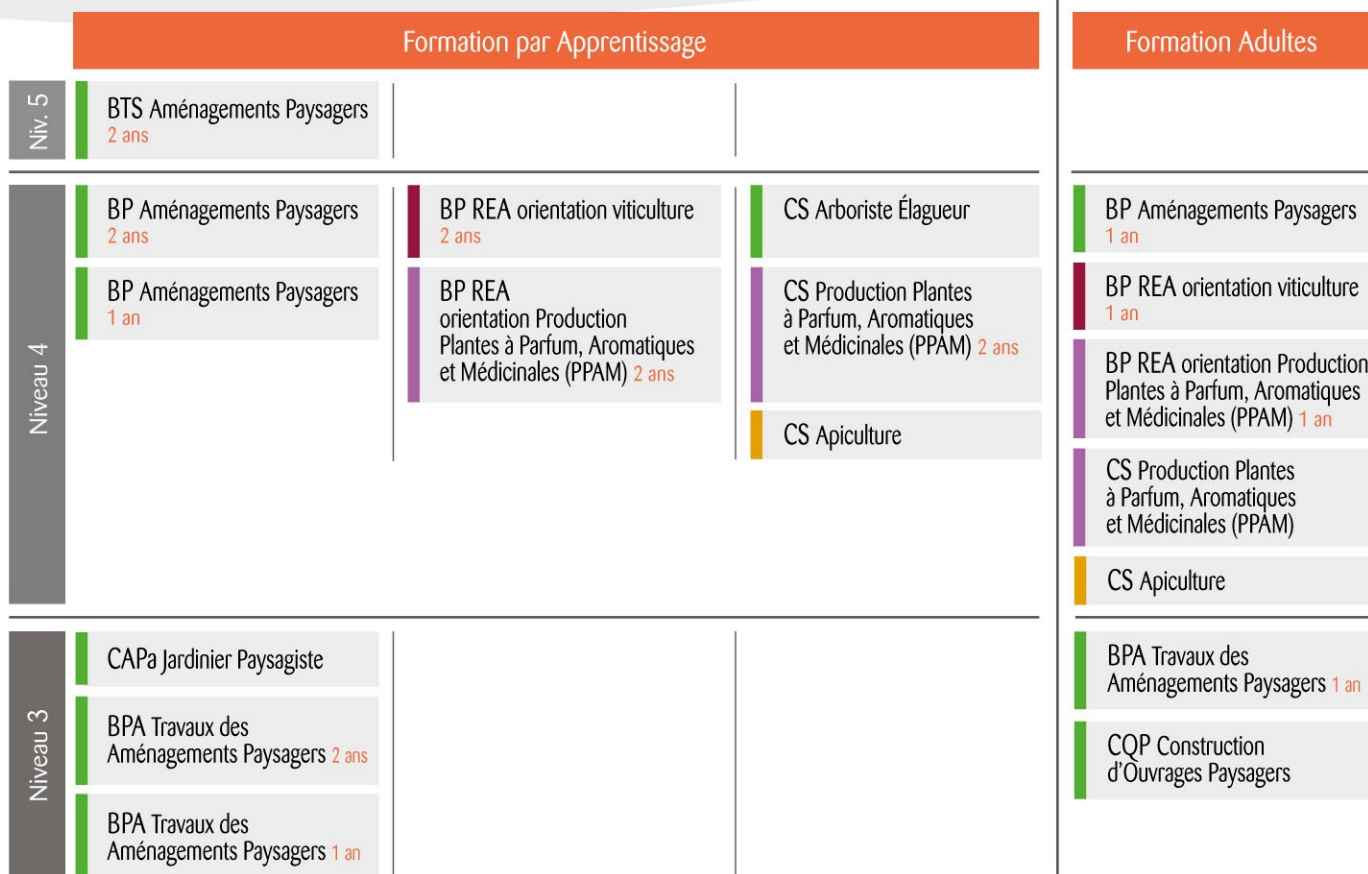 Formation par Apprentissage
Formation Adultes
Niv. 5
BTS Aménagements Paysagers
2 ans
Niveau 4
BP Aménagements Paysagers
2 ans
BP Aménagements Paysagers
1 an
BP REA orientation viticulture
2 ans
BP REA
orientation Production
Plantes à Parfum, Aromatiques
et Médicinales (PPAM) 2 ans
CS Arboriste Élagueur
CS Production Plantes
à Parfum, Aromatiques
et Médicinales (PPAM) 2 ans
CS Apiculture
BP Aménagements Paysagers
1 an
BP REA orientation viticulture
1 an
BP REA orientation Production
Plantes à Parfum, Aromatiques
et Médicinales (PPAM) 1 an
CS Production Plantes
à Parfum, Aromatiques
et Médicinales (PPAM)
CS Apiculture
Niveau 3
CAPa Jardinier Paysagiste
BPA Travaux des
Aménagements Paysagers 2 ans
BPA Travaux des
Aménagements Paysagers 1 an
BPA Travaux des
Aménagements Paysagers 1 an
CQP Construction
d'Ouvrages Paysagers